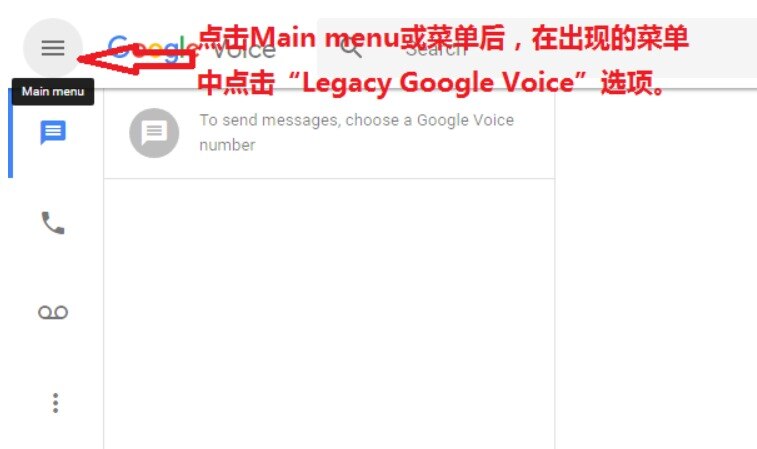 Google Voice
Search
点击Main menu或菜单后，在出现的菜单
中点击“Legacy Google Voice”选项。
Main menu
To send messages, choose a Google Voice
number